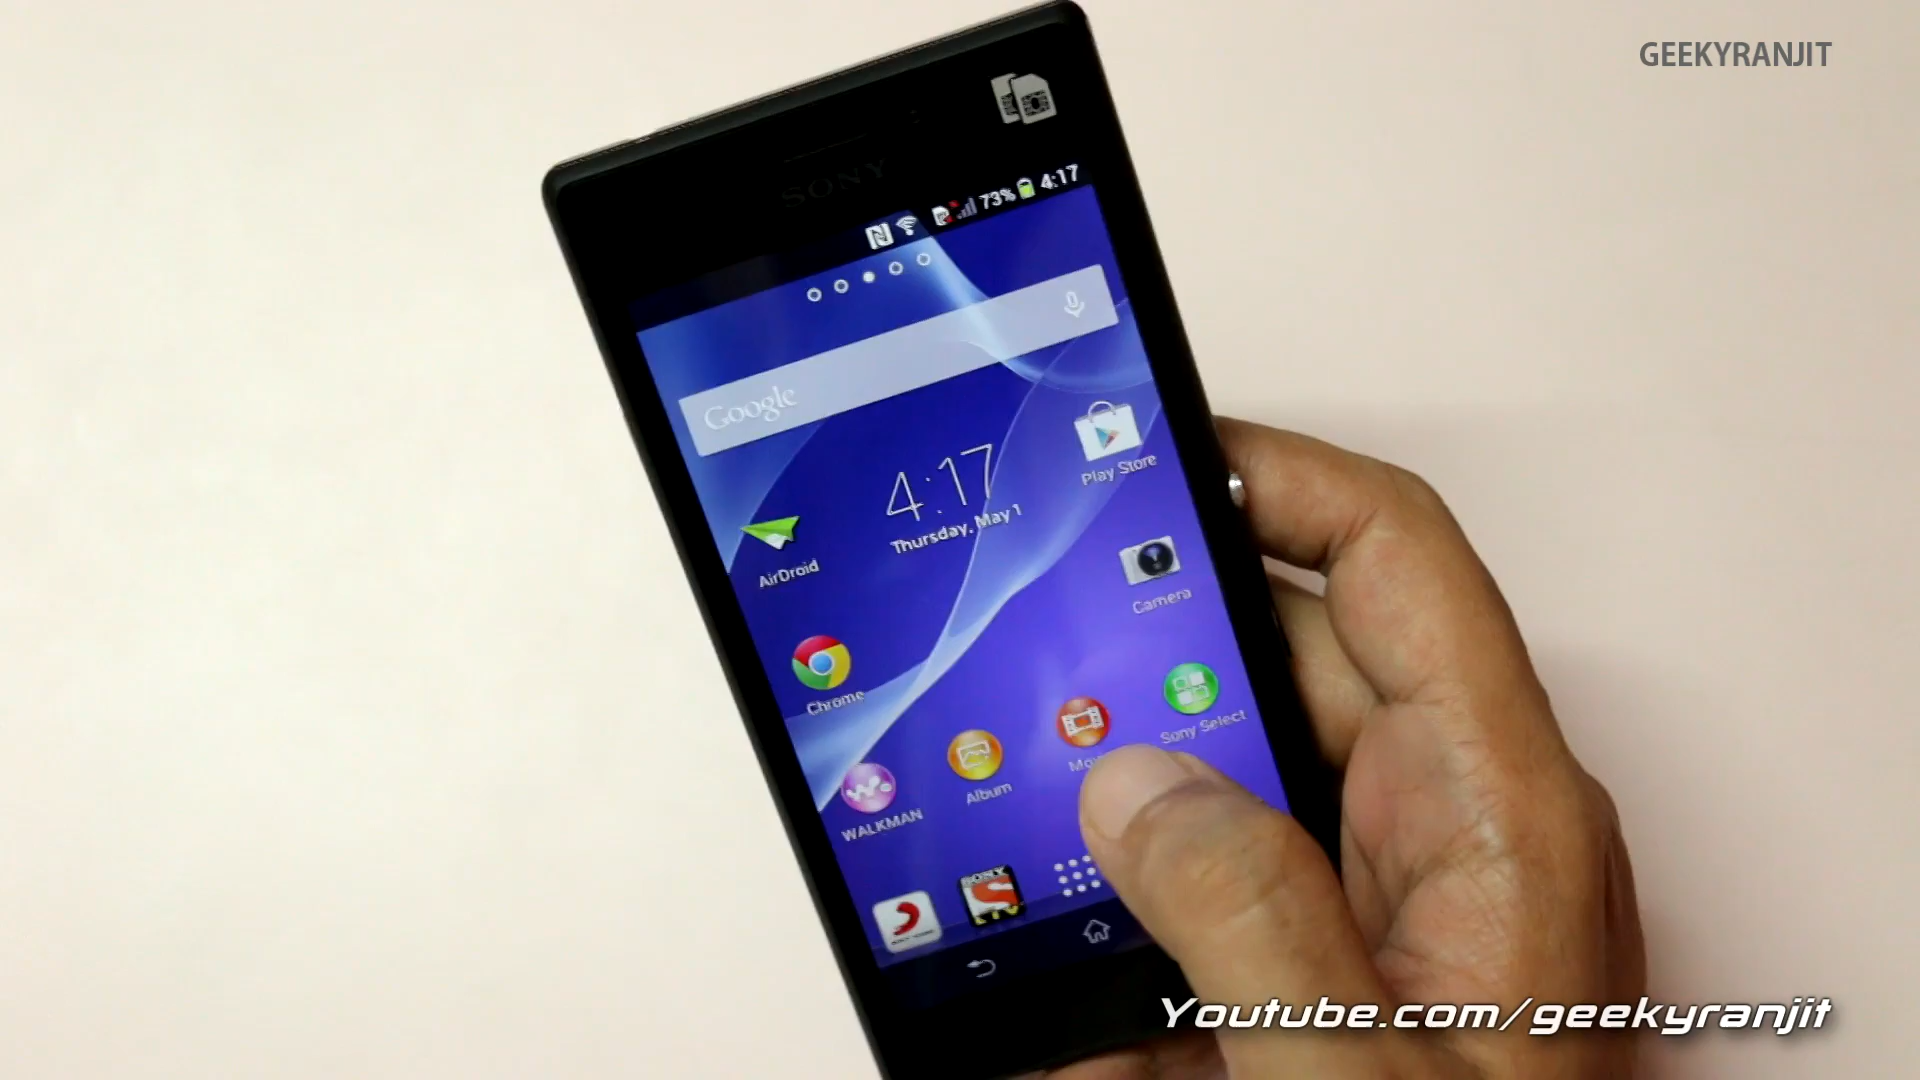 GEEKYRANJIT
SONY
73% 4:17
Google
4:17
Thursday, May 1
Play Store
AirDroid
Camera
Chrome
Sony Select
Album
WALKMAN
SONY
Youtube.com/geekyranjit